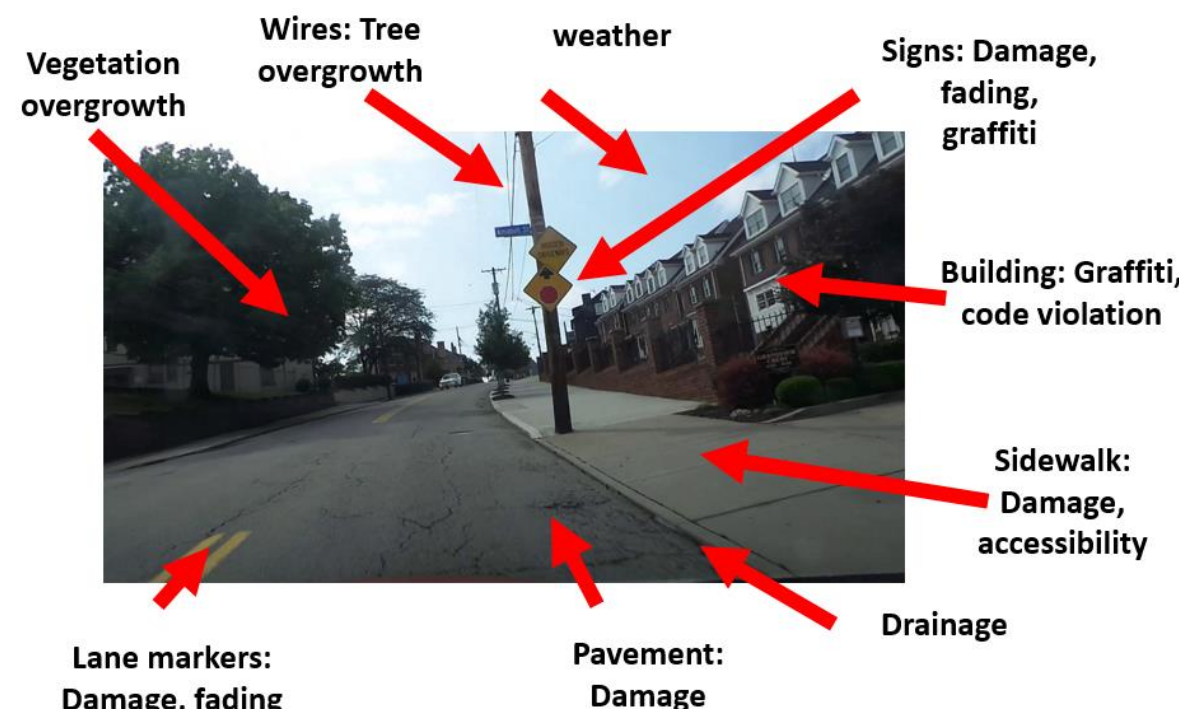 Vegetation
overgrowth
Wires: Tree
overgrowth
weather
Signs: Damage,
fading,
graffiti
Building: Graffiti,
code violation
Sidewalk:
Damage,
accessibility
Drainage
Pavement:
Damage
Lane markers:
Damage, fading